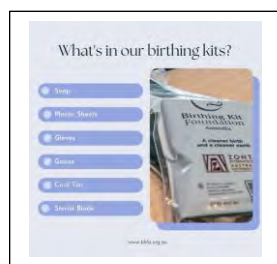 What's in our birthing kits?
Soap
Plastic Sheets
Gloves
Gauze
Cord Ties
Sterile Blade
Birthing Kit
Foundation
Australia
A cleaner birth
and a cleaner earth
ZONT
www.bkfa.org.au